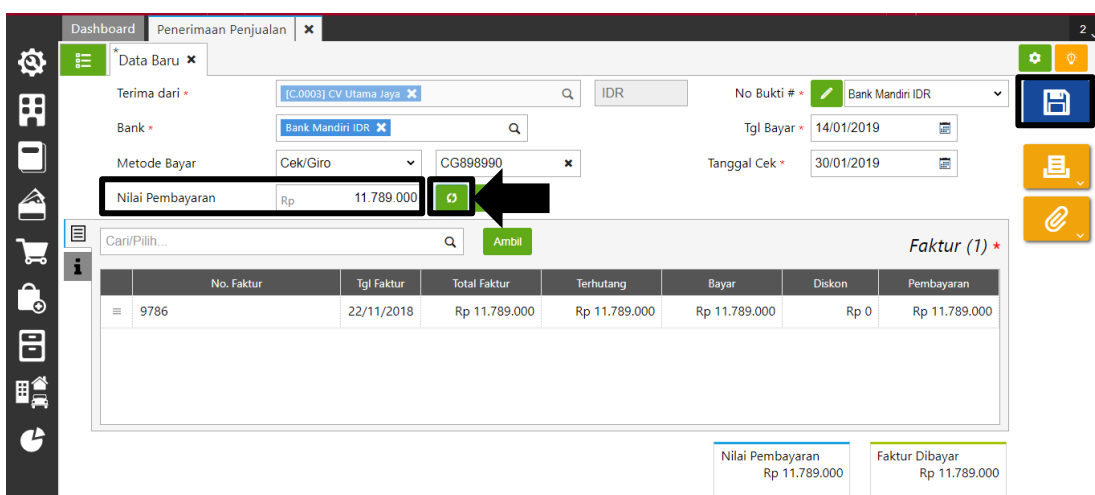 Dashboard Penerimaan Penjualan 2
*Data Baru
Terima dari * [C.0003] CV Utama Jaya IDR No Bukti # * Bank Mandiri IDR
Bank * Bank Mandiri IDR Tgl Bayar * 14/01/2019
Metode Bayar Cek/Giro CG898990 Tanggal Cek * 30/01/2019
Nilai Pembayaran Rp 11.789.000
Cari/Pilih... Ambil Faktur (1) *
No. Faktur Tgl Faktur Total Faktur Terhutang Bayar Diskon Pembayaran
9786 22/11/2018 Rp 11.789.000 Rp 11.789.000 Rp 11.789.000 Rp 0 Rp 11.789.000
Nilai Pembayaran Faktur Dibayar
Rp 11.789.000 Rp 11.789.000